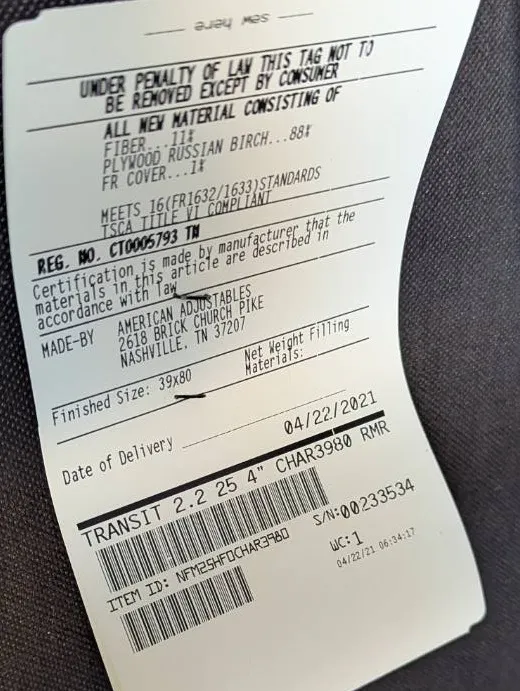 sew here
UNDER PENALTY OF LAW THIS TAG NOT TO
BE REMOVED EXCEPT BY CONSUMER
ALL NEW MATERIAL CONSISTING OF
FIBER...11%
PLYWOOD RUSSIAN BIRCH...88%
FR COVER...1%
MEETS 16(FR1632/1633)STANDARDS
TSCA TITLE VI COMPLIANT
REG. NO. CT0005793 TN
Certification is made by manufacturer that the
materials in this article are described in
accordance with law
MADE-BY AMERICAN ADJUSTABLES
2618 BRICK CHURCH PIKE
NASHVILLE, TN 37207
Finished Size: 39x80 Net Weight Filling
Materials:
Date of Delivery 04/22/2021
TRANSIT 2.2 25 4" CHAR3980 RMR
S/N:00233534
ITEM ID: NFM25HFDCHAR3980
WC:1
04/22/21 06:34:17